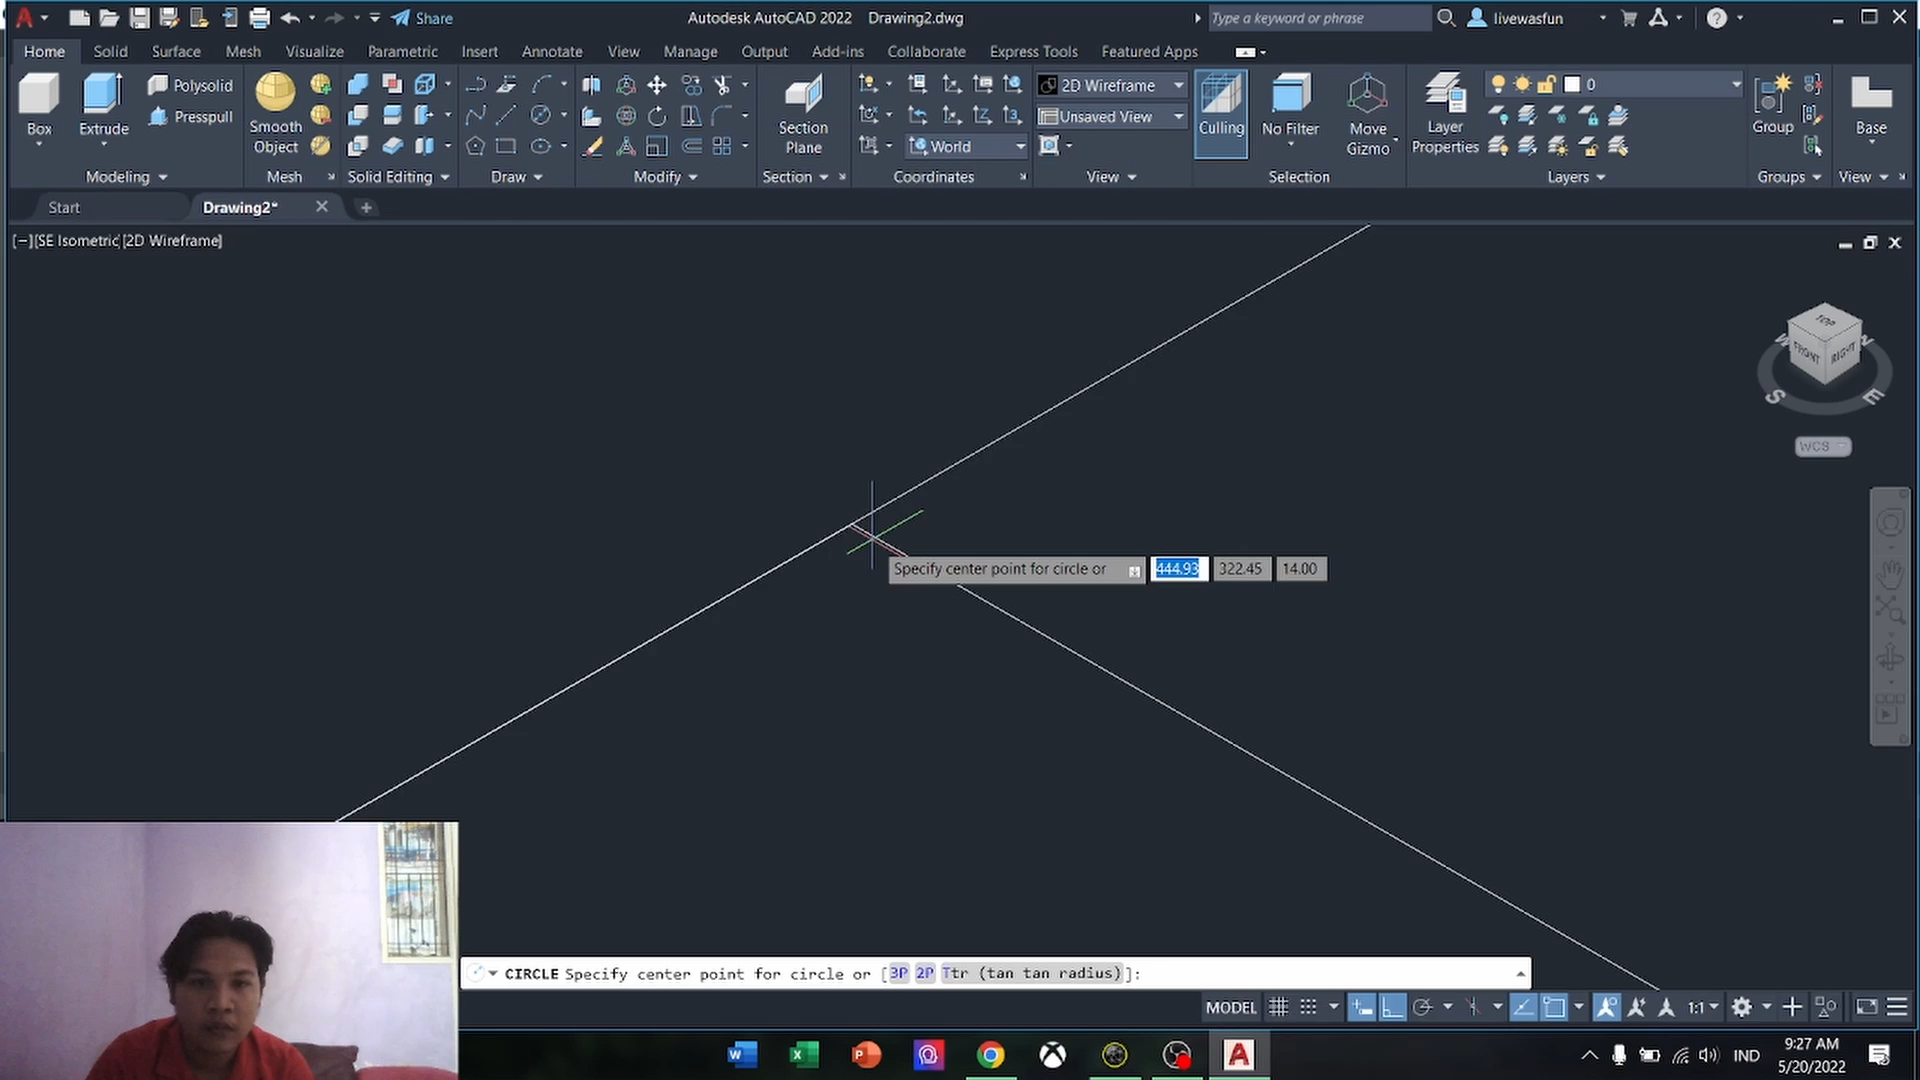 Share
Autodesk AutoCAD 2022 Drawing2.dwg
Type a keyword or phrase
livewasfun
Home Solid Surface Mesh Visualize Parametric Insert Annotate View Manage Output Add-ins Collaborate Express Tools Featured Apps
Box
Extrude
Polysolid
Presspull
Smooth Object
Section Plane
World
2D Wireframe
Unsaved View
Culling
No Filter
Move Gizmo
Layer Properties
0
Group
Base
Modeling Mesh Solid Editing Draw Modify Section Coordinates View Selection Layers Groups View
Start Drawing2*
[−][SE Isometric][2D Wireframe]
TOP
FRONT RIGHT
S E
WCS
Specify center point for circle or 444.93 322.45 14.00
CIRCLE Specify center point for circle or [3P 2P Ttr (tan tan radius)]:
MODEL 1:1
IND
9:27 AM
5/20/2022